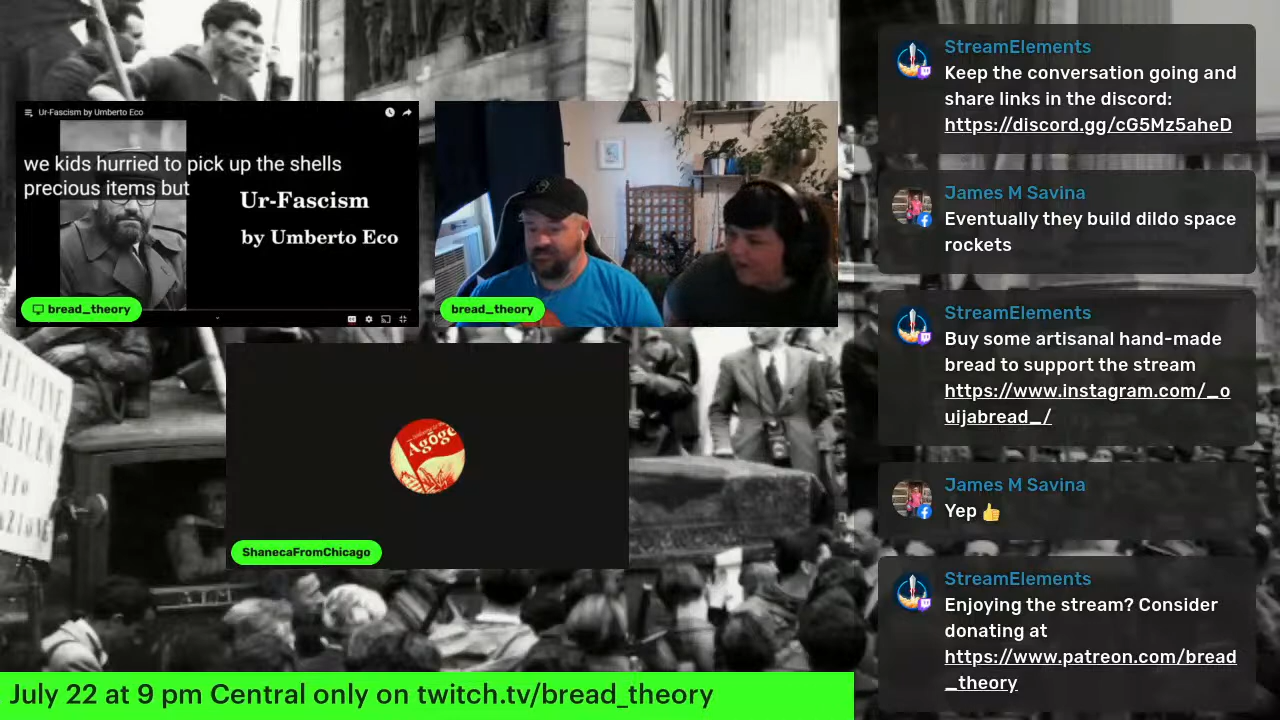 Ur-Fascism by Umberto Eco
we kids hurried to pick up the shells
precious items but
Ur-Fascism
by Umberto Eco
bread_theory
bread_theory
Agōge
ShanecaFromChicago
StreamElements
Keep the conversation going and
share links in the discord:
https://discord.gg/cG5Mz5aheD
James M Savina
Eventually they build dildo space
rockets
StreamElements
Buy some artisanal hand-made
bread to support the stream
https://www.instagram.com/_o
uijabread_/
James M Savina
Yep 👍
StreamElements
Enjoying the stream? Consider
donating at
https://www.patreon.com/bread
_theory
July 22 at 9 pm Central only on twitch.tv/bread_theory